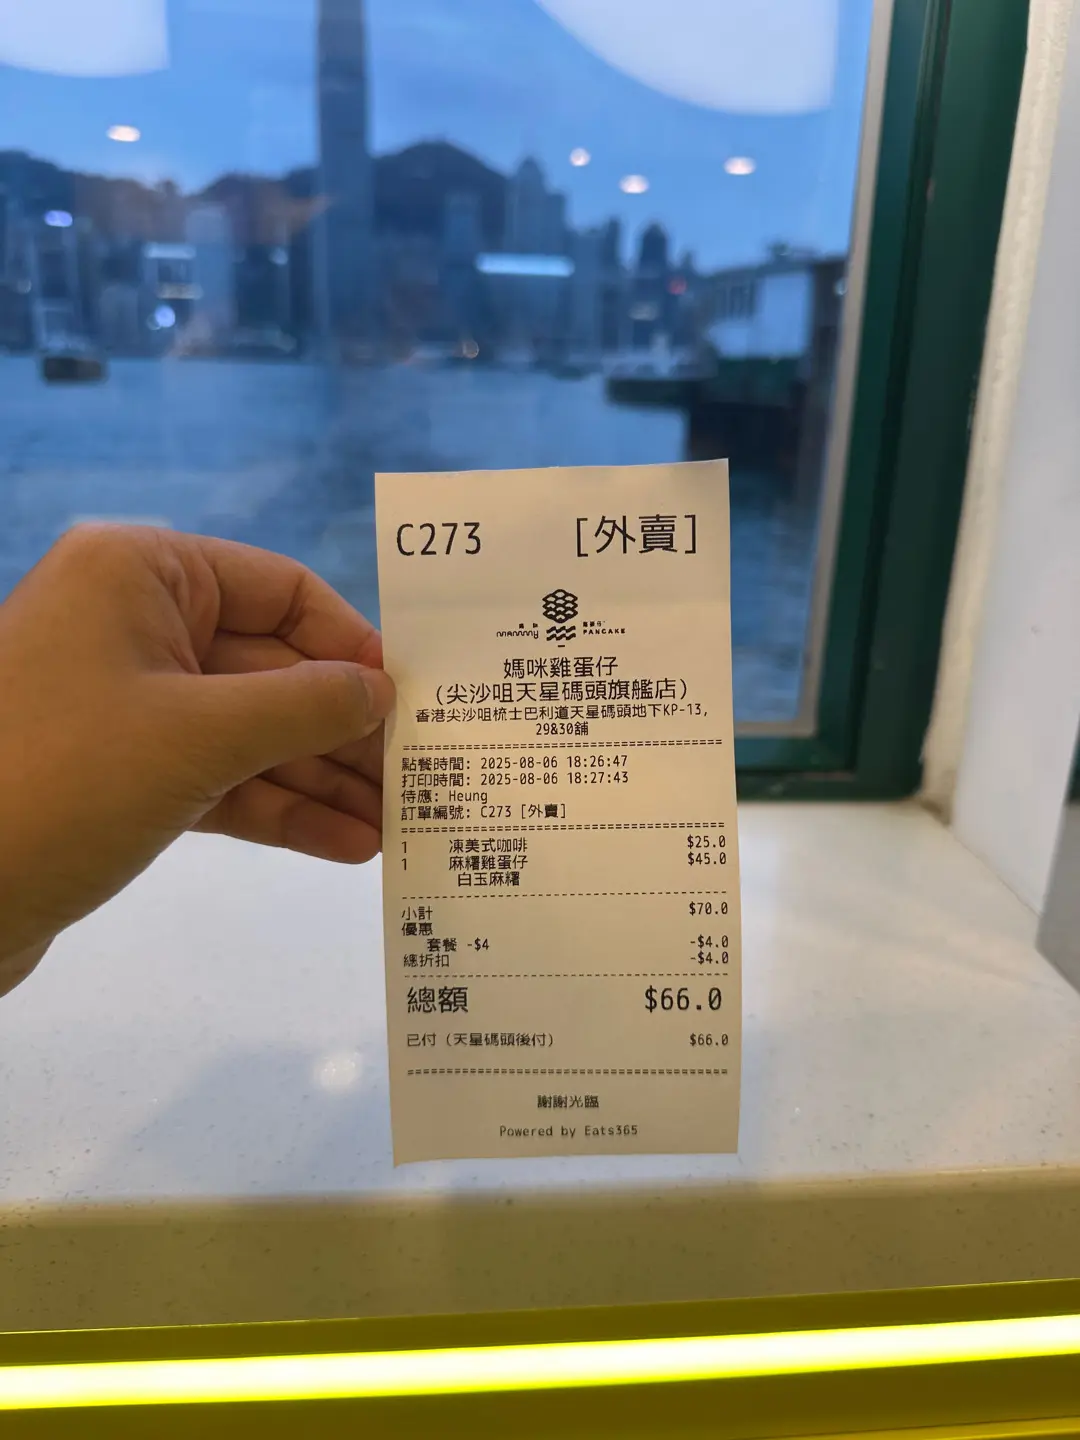 C273 [外賣]
媽咪 雞蛋仔
mammy PANCAKE
媽咪雞蛋仔
(尖沙咀天星碼頭旗艦店)
香港尖沙咀梳士巴利道天星碼頭地下KP-13,
29&30舖
點餐時間: 2025-08-06 18:26:47
打印時間: 2025-08-06 18:27:43
侍應: Heung
訂單編號: C273 [外賣]
1 凍美式咖啡 $25.0
1 麻糬雞蛋仔 $45.0
白玉麻糬
小計 $70.0
優惠
套餐 -$4 -$4.0
總折扣 -$4.0
總額 $66.0
已付 (天星碼頭後付) $66.0
謝謝光臨
Powered by Eats365